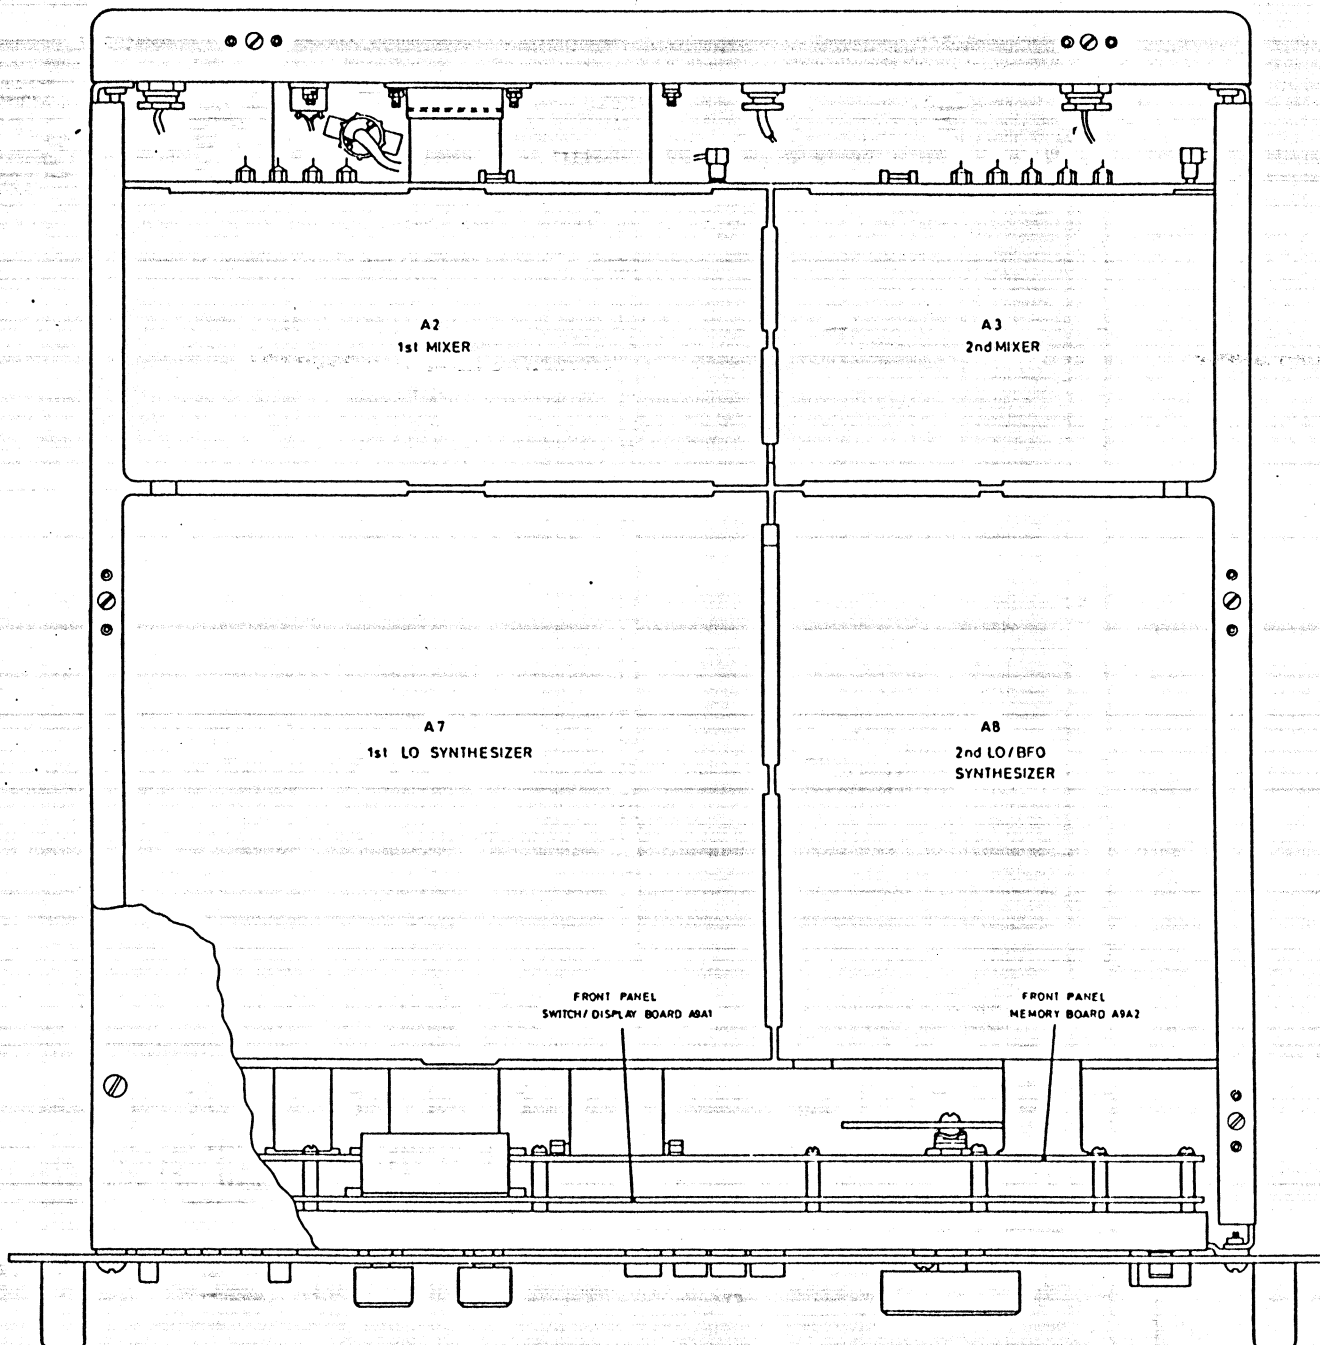 A2
1st MIXER
A3
2nd MIXER
A7
1st LO SYNTHESIZER
A8
2nd LO/BFO
SYNTHESIZER
FRONT PANEL
SWITCH/DISPLAY BOARD A9A1
FRONT PANEL
MEMORY BOARD A9A2